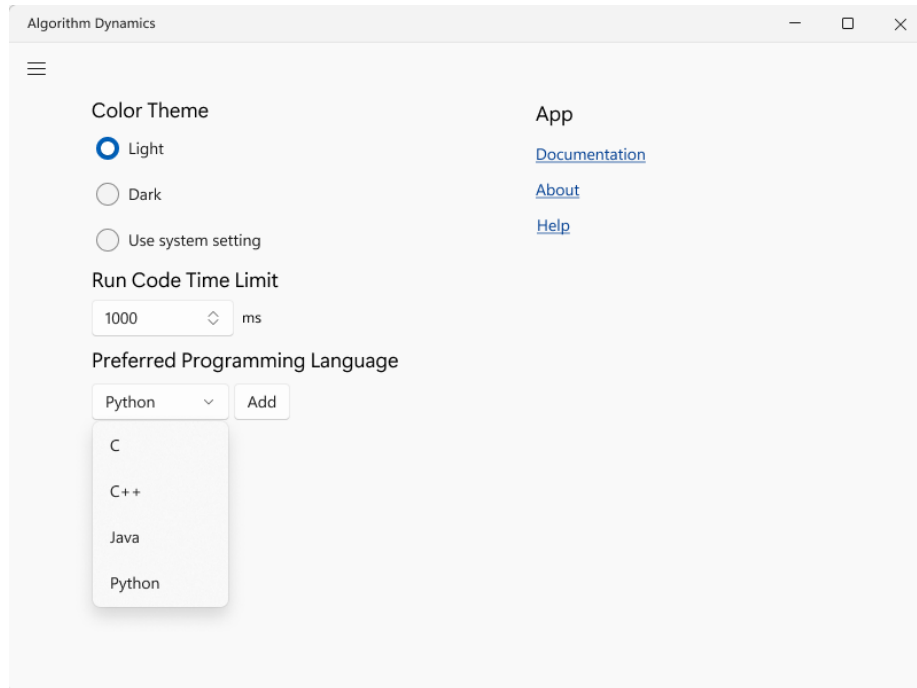 Algorithm Dynamics
Color Theme
Light
Dark
Use system setting
Run Code Time Limit
1000 ms
Preferred Programming Language
Python Add
C
C++
Java
Python
App
Documentation
About
Help